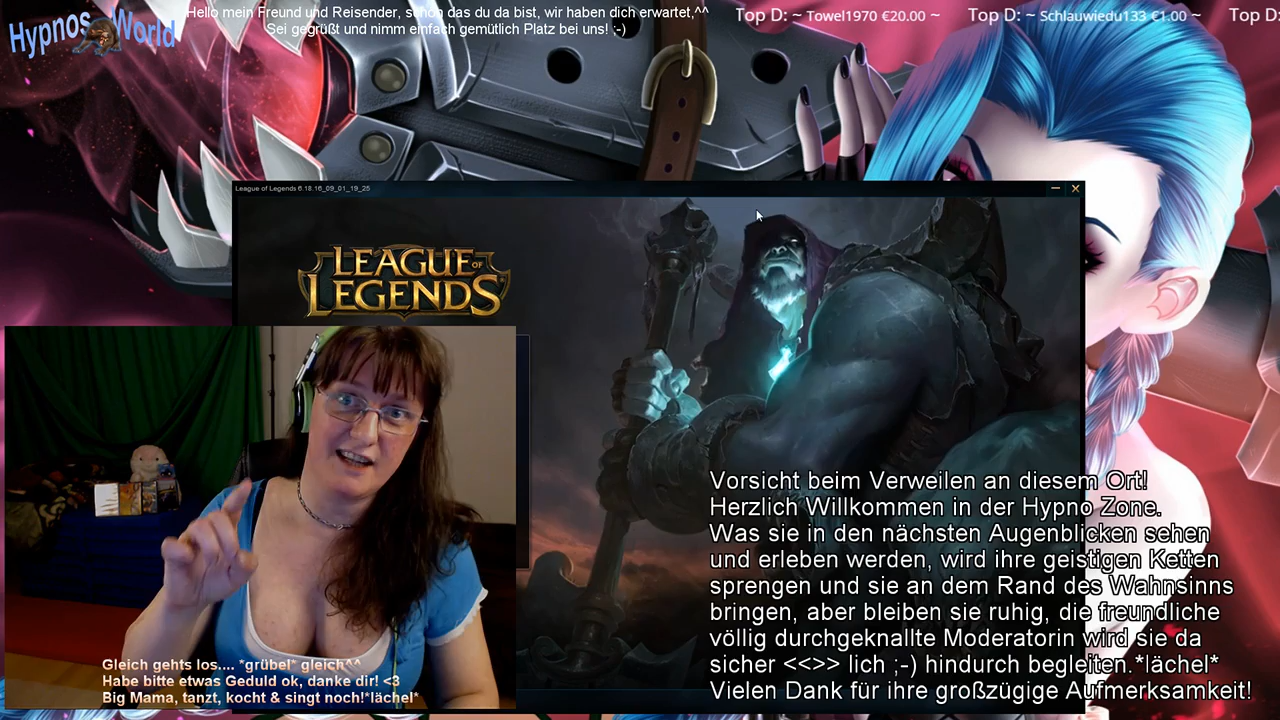 Hypnos World
Hello mein Freund und Reisender, schön das du da bist, wir haben dich erwartet,^^
Sei gegrüßt und nimm einfach gemütlich Platz bei uns! ;-)
Top D: ~ Towel1970 €20.00 ~ Top D: ~ Schlauwiedu133 €1.00 ~ Top D:
League of Legends 6.18.16_09_01_19_25
LEAGUE OF
LEGENDS
Vorsicht beim Verweilen an diesem Ort!
Herzlich Willkommen in der Hypno Zone.
Was sie in den nächsten Augenblicken sehen
und erleben werden, wird ihre geistigen Ketten
sprengen und sie an dem Rand des Wahnsinns
bringen, aber bleiben sie ruhig, die freundliche
völlig durchgeknallte Moderatorin wird sie da
sicher <<>> lich ;-) hindurch begleiten.*lächel*
Vielen Dank für ihre großzügige Aufmerksamkeit!
Gleich gehts los.... *grübel* gleich^^
Habe bitte etwas Geduld ok, danke dir! <3
Big Mama, tanzt, kocht & singt noch!*lächel*